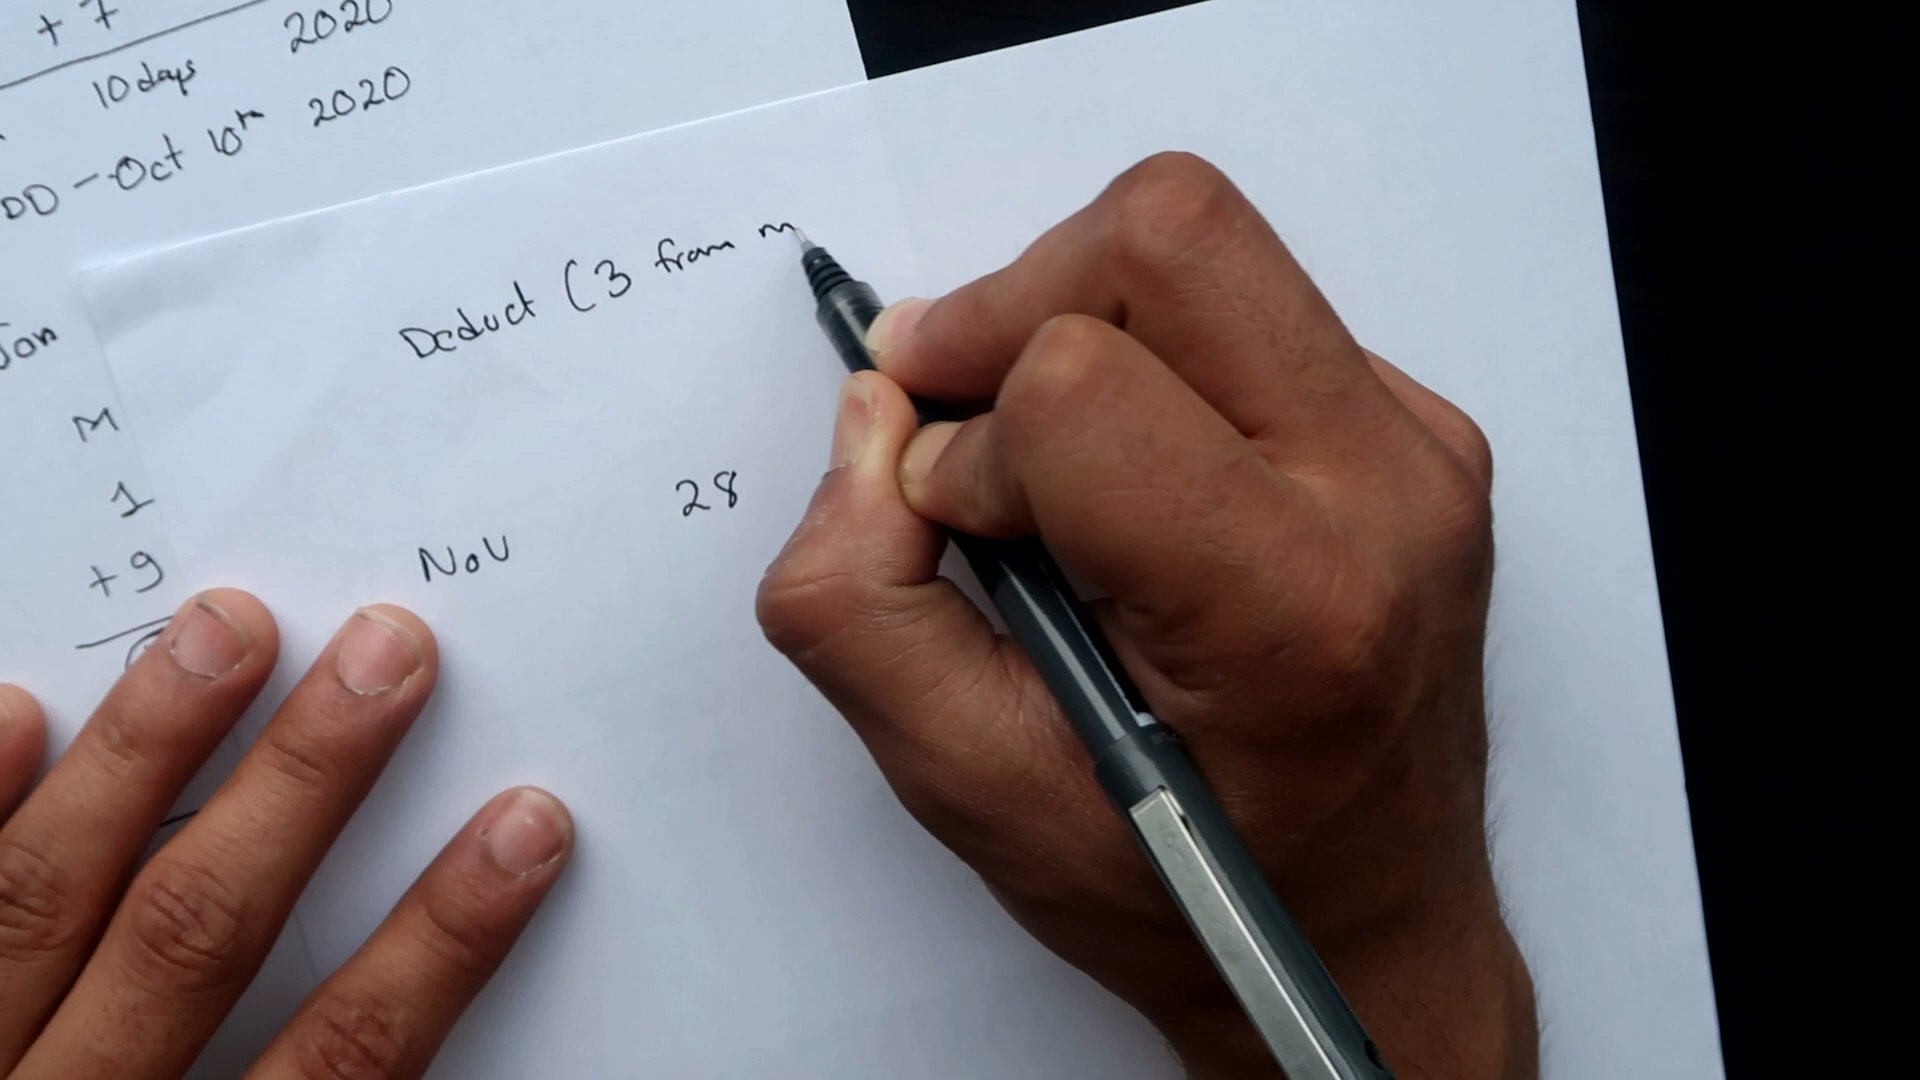 + 7
10 days 2020
DD - Oct 10th 2020
Jan
M
1
+ 9
Deduct (3 from m
Nov 28